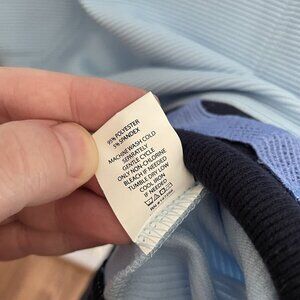 95% POLYESTER
5% SPANDEX
MACHINE WASH COLD
SEPARATELY
GENTLE CYCLE
ONLY NON-CHLORINE
BLEACH IF NEEDED
TUMBLE DRY LOW
COOL IRON
IF NEEDED